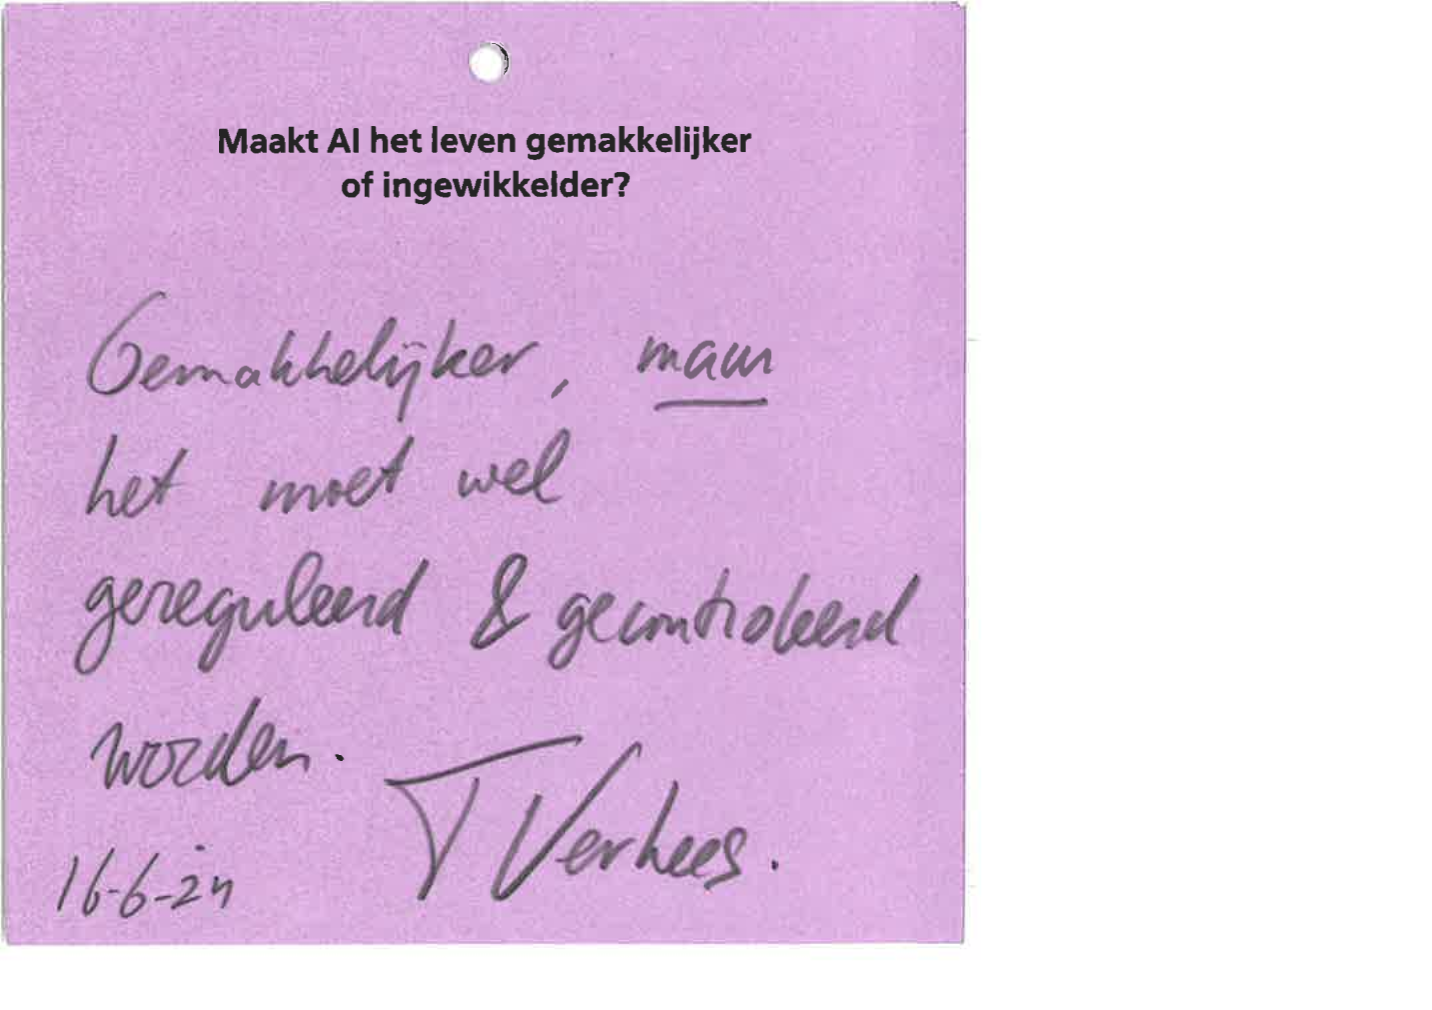 Maakt AI het leven gemakkelijker
of ingewikkelder?
Gemakkelijker, maar
het moet wel
gereguleerd & gecontroleerd
worden.
T Verhees.
16-6-24